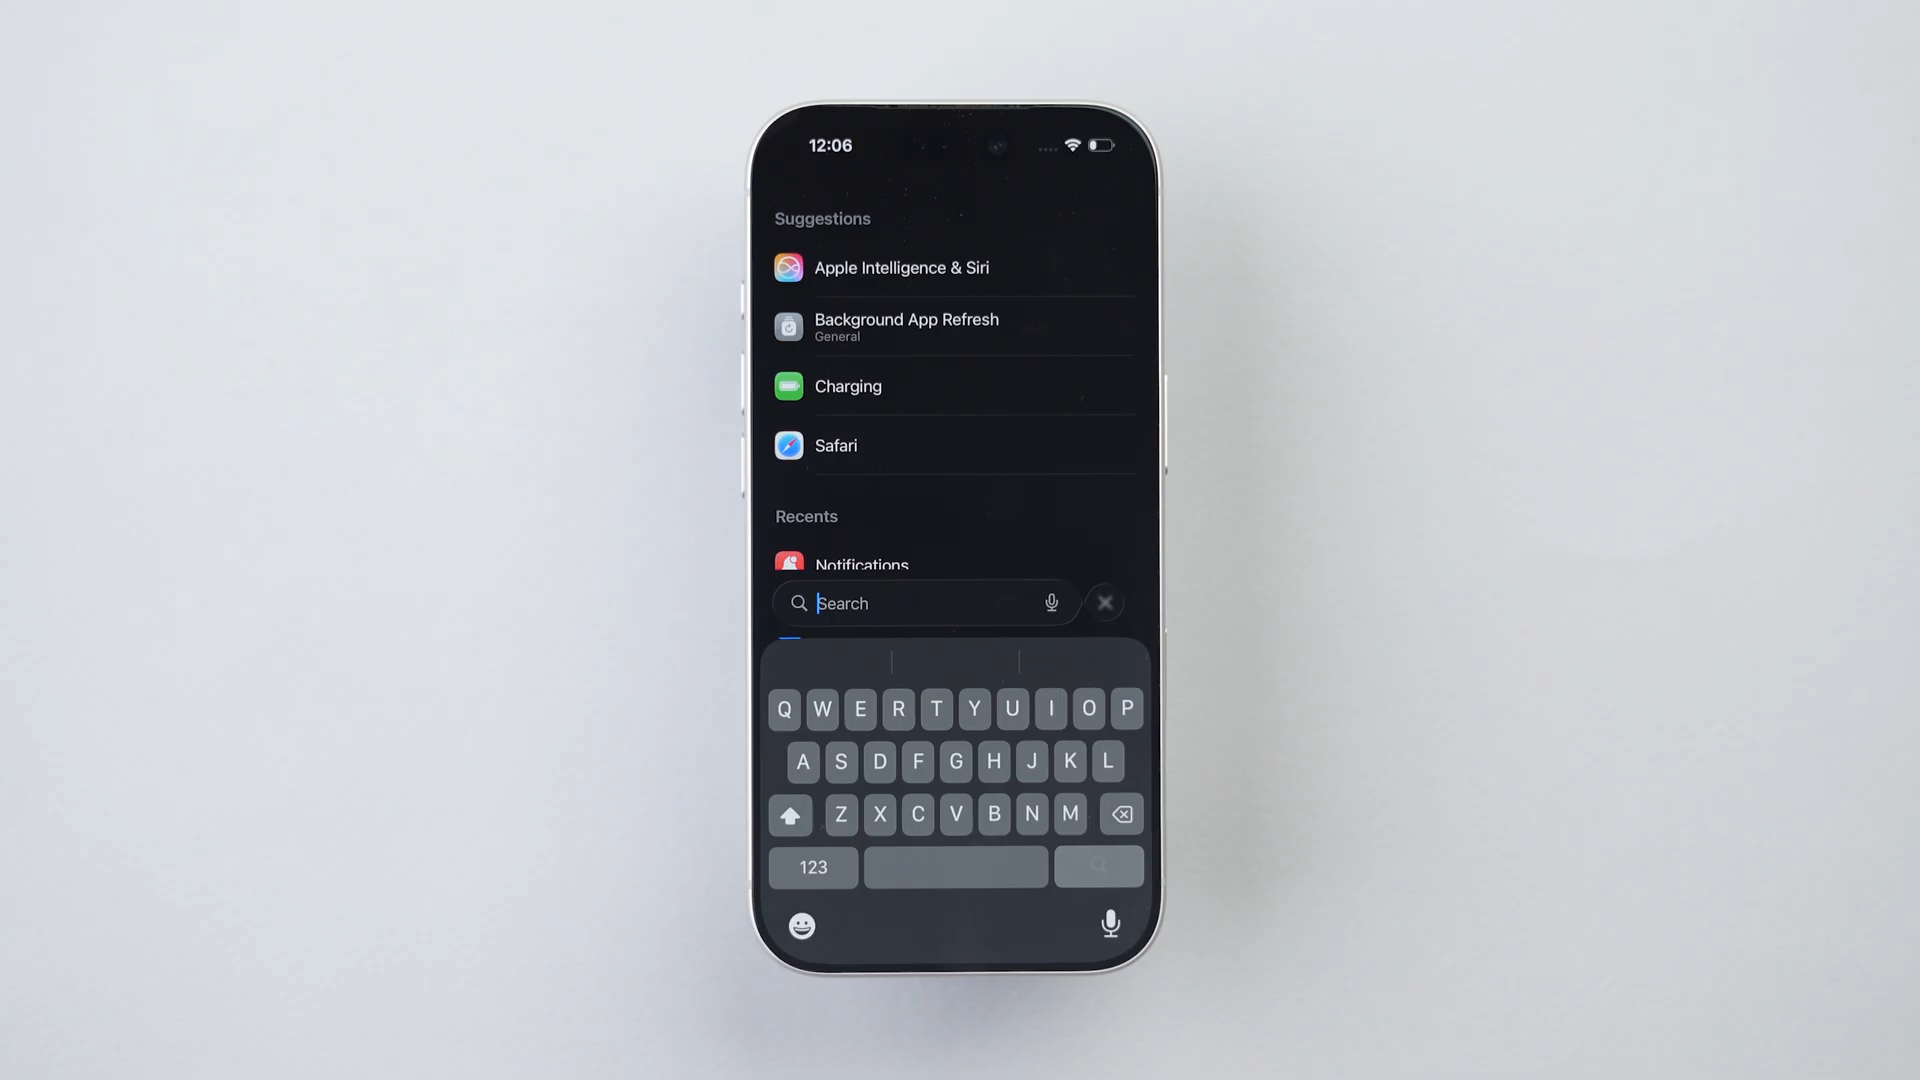 12:06
Suggestions
Apple Intelligence & Siri
Background App Refresh
General
Charging
Safari
Recents
Notifications
Search
Q W E R T Y U I O P
A S D F G H J K L
Z X C V B N M
123